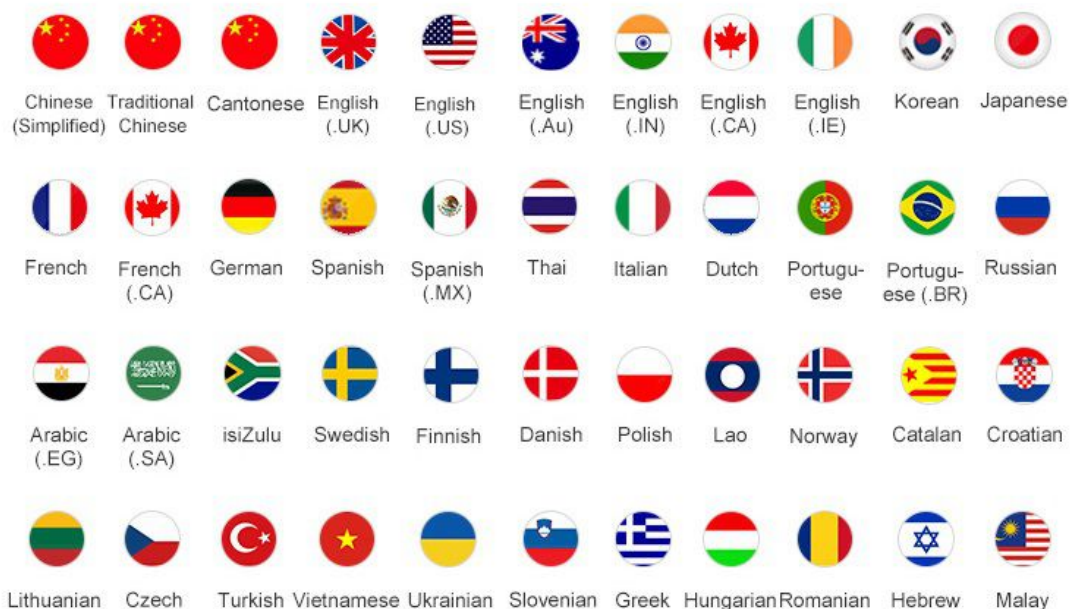 Chinese Traditional Cantonese English English English English English English Korean Japanese
(Simplified) Chinese (.UK) (.US) (.Au) (.IN) (.CA) (.IE)
French French German Spanish Spanish Thai Italian Dutch Portugu- Portugu- Russian
(.CA) (.MX) ese ese (.BR)
Arabic Arabic isiZulu Swedish Finnish Danish Polish Lao Norway Catalan Croatian
(.EG) (.SA)
Lithuanian Czech Turkish Vietnamese Ukrainian Slovenian Greek Hungarian Romanian Hebrew Malay